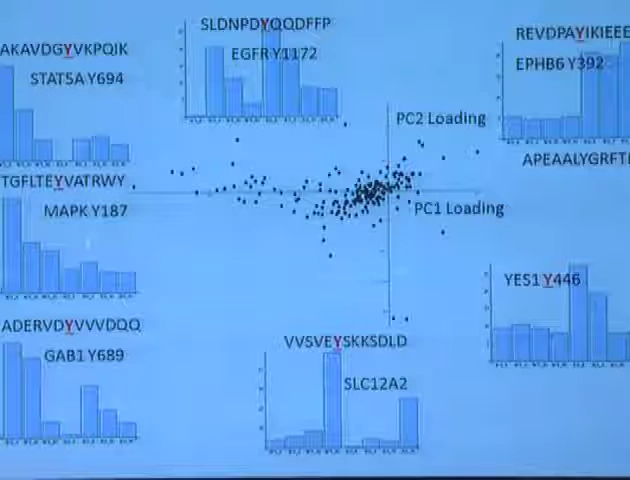 SLDNPDYQQDFFP
EGFR Y1172
REVDPAYIKIEEE
EPHB6 Y392
AKAVDGYVKPQIK
STAT5A Y694
PC2 Loading
APEAALYGRFTI
TGFLTEYVATRWY
MAPK Y187
PC1 Loading
YES1 Y446
ADERVDYVVVDQQ
GAB1 Y689
VVSVEYSKKSDLD
SLC12A2